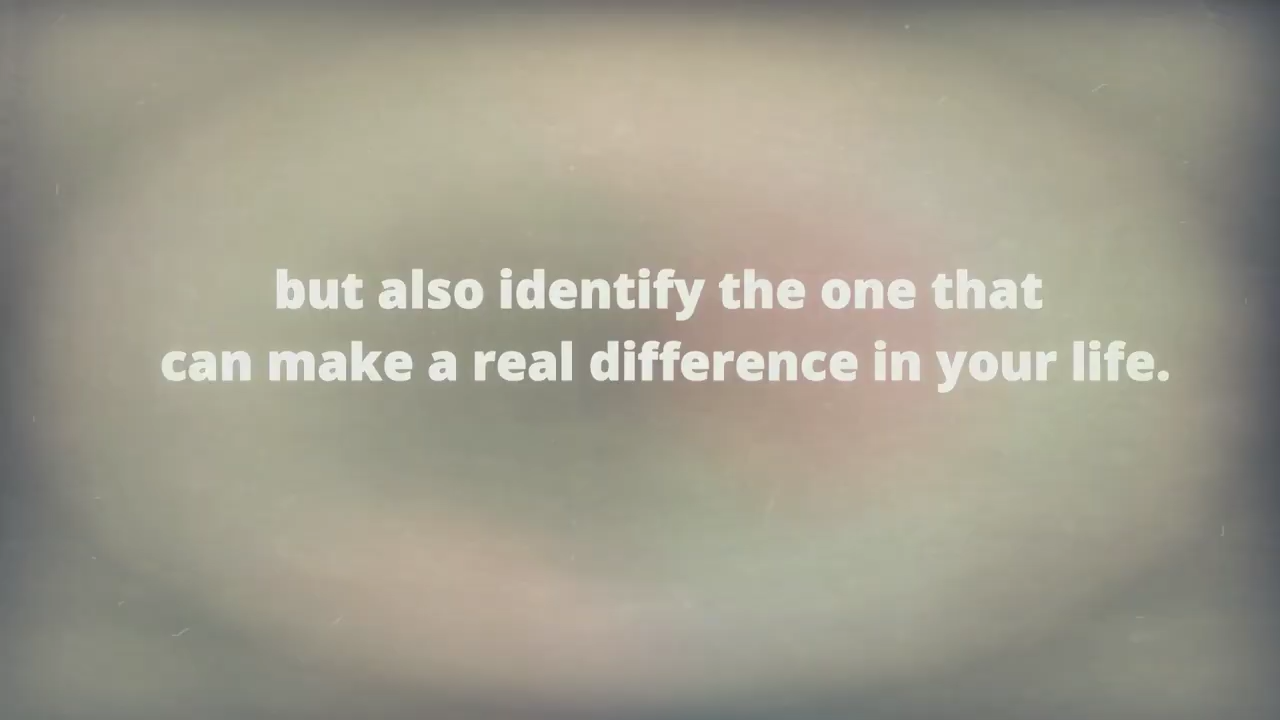 but also identify the one that
can make a real difference in your life.